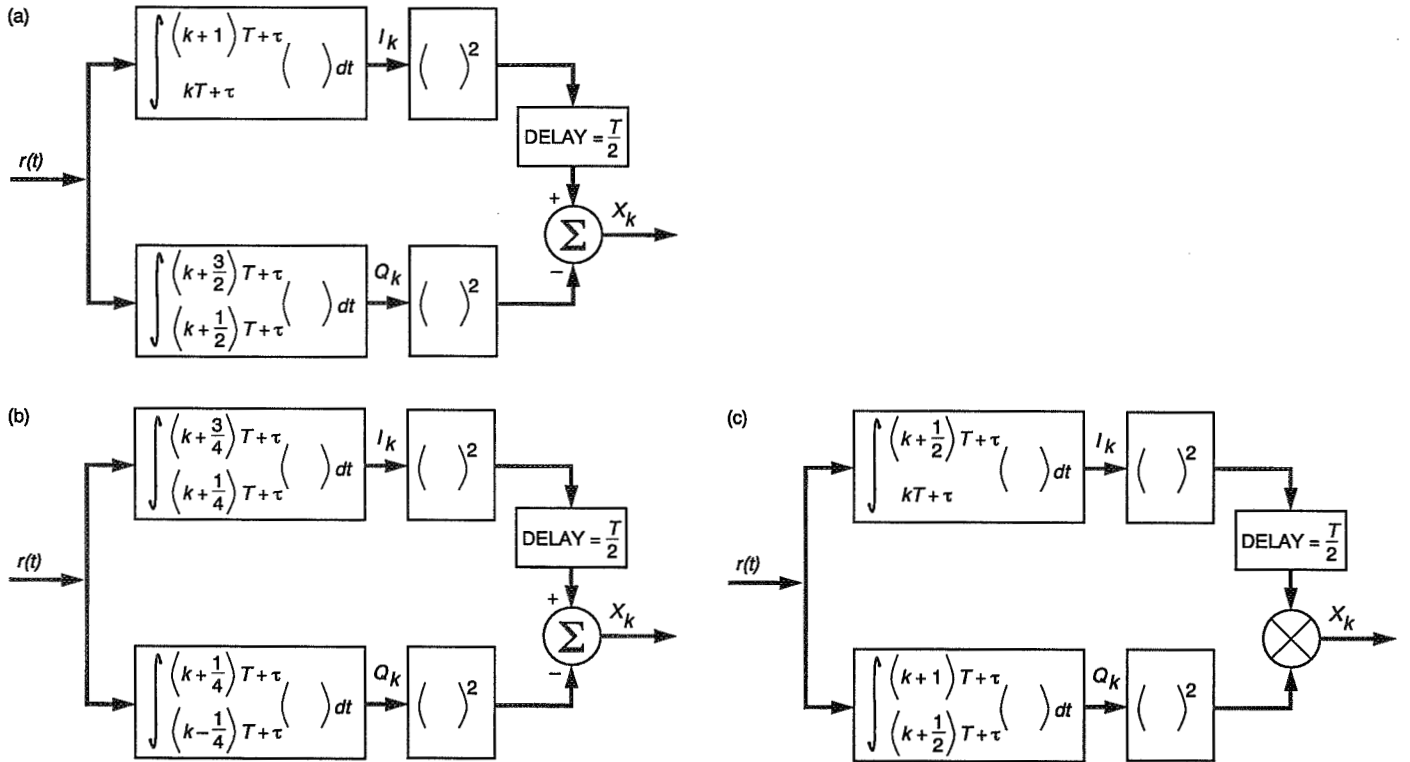 (a)
∫ (k+1) T+τ
kT+τ
( ) dt
I_k
( )²
DELAY = T/2
r(t)
+
Σ
X_k
−
∫ (k+3/2) T+τ
(k+1/2) T+τ
( ) dt
Q_k
( )²
(b)
∫ (k+3/4) T+τ
(k+1/4) T+τ
( ) dt
I_k
( )²
DELAY = T/2
r(t)
+
Σ
X_k
−
∫ (k+1/4) T+τ
(k−1/4) T+τ
( ) dt
Q_k
( )²
(c)
∫ (k+1/2) T+τ
kT+τ
( ) dt
I_k
( )²
DELAY = T/2
r(t)
X_k
∫ (k+1) T+τ
(k+1/2) T+τ
( ) dt
Q_k
( )²